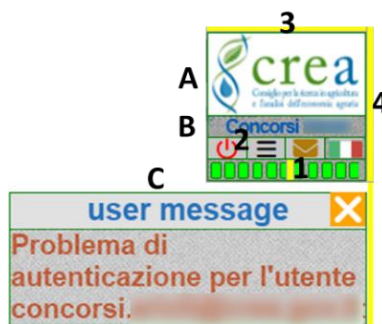 3
A
crea
Consiglio per la ricerca in agricoltura
e l'analisi dell'economia agraria
4
B
Concorsi
2
1
C
user message
Problema di
autenticazione per l'utente
concorsi.